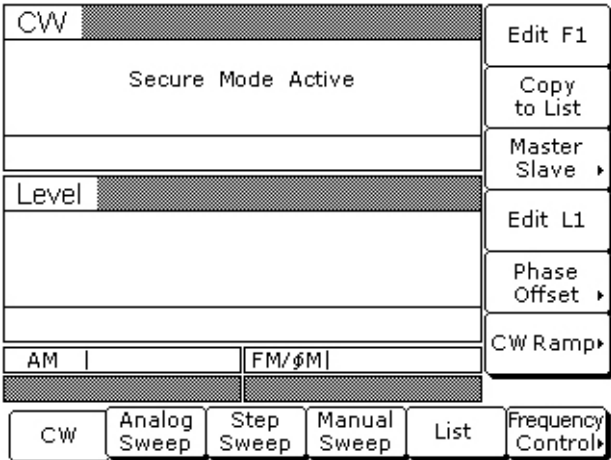 CW
Secure Mode Active
Level
AM
FM/ϕM
Edit F1
Copy
to List
Master
Slave
Edit L1
Phase
Offset
CW Ramp
CW
Analog
Sweep
Step
Sweep
Manual
Sweep
List
Frequency
Control